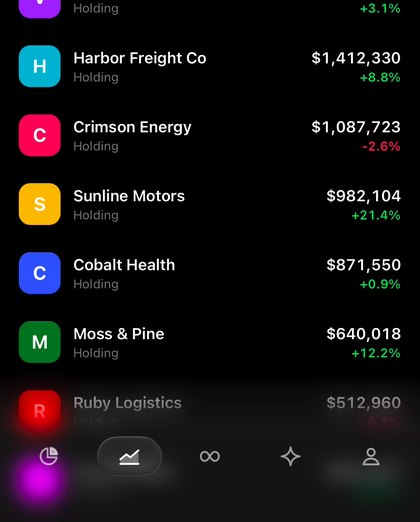 Holding
+3.1%
H
Harbor Freight Co
$1,412,330
Holding
+8.8%
C
Crimson Energy
$1,087,723
Holding
-2.6%
S
Sunline Motors
$982,104
Holding
+21.4%
C
Cobalt Health
$871,550
Holding
+0.9%
M
Moss & Pine
$640,018
Holding
+12.2%
R
Ruby Logistics
$512,960